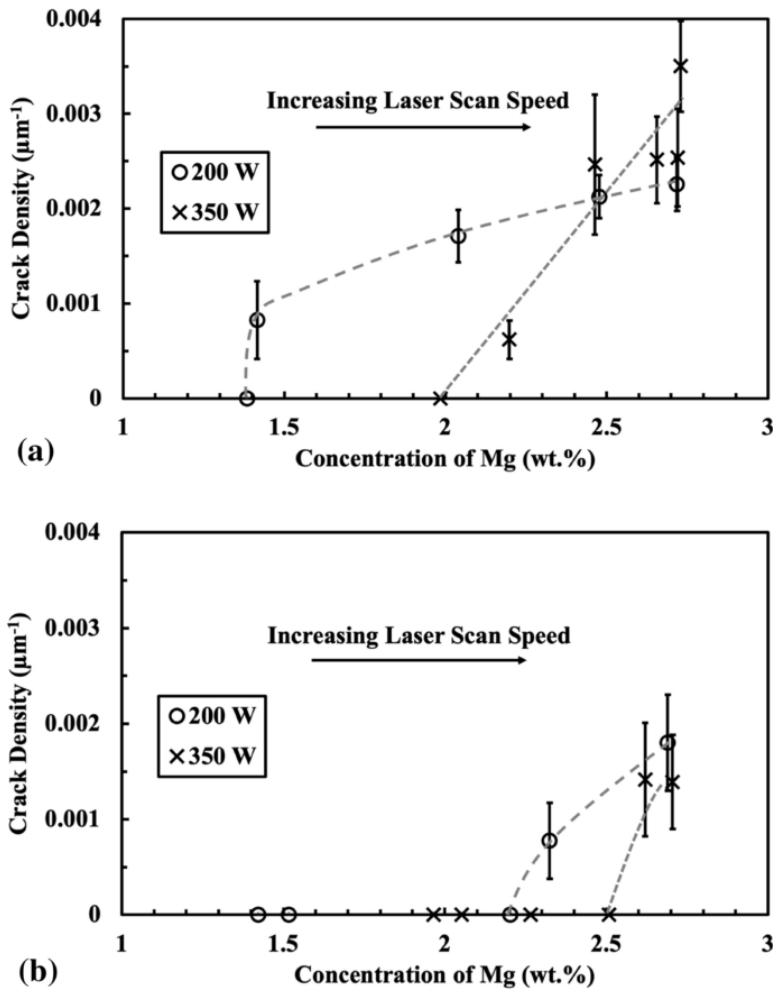 0.004
0.003
0.002
0.001
0
Crack Density (µm⁻¹)
Increasing Laser Scan Speed
200 W
350 W
1 1.5 2 2.5 3
(a)
Concentration of Mg (wt.%)
0.004
0.003
0.002
0.001
0
Crack Density (µm⁻¹)
Increasing Laser Scan Speed
200 W
350 W
1 1.5 2 2.5 3
(b)
Concentration of Mg (wt.%)